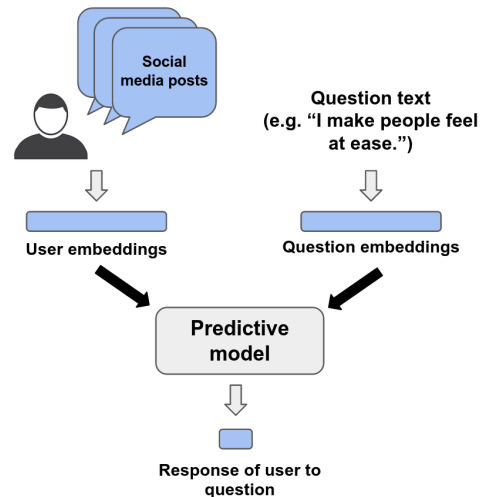 Social
media posts
Question text
(e.g. “I make people feel
at ease.”)
User embeddings
Question embeddings
Predictive
model
Response of user to
question